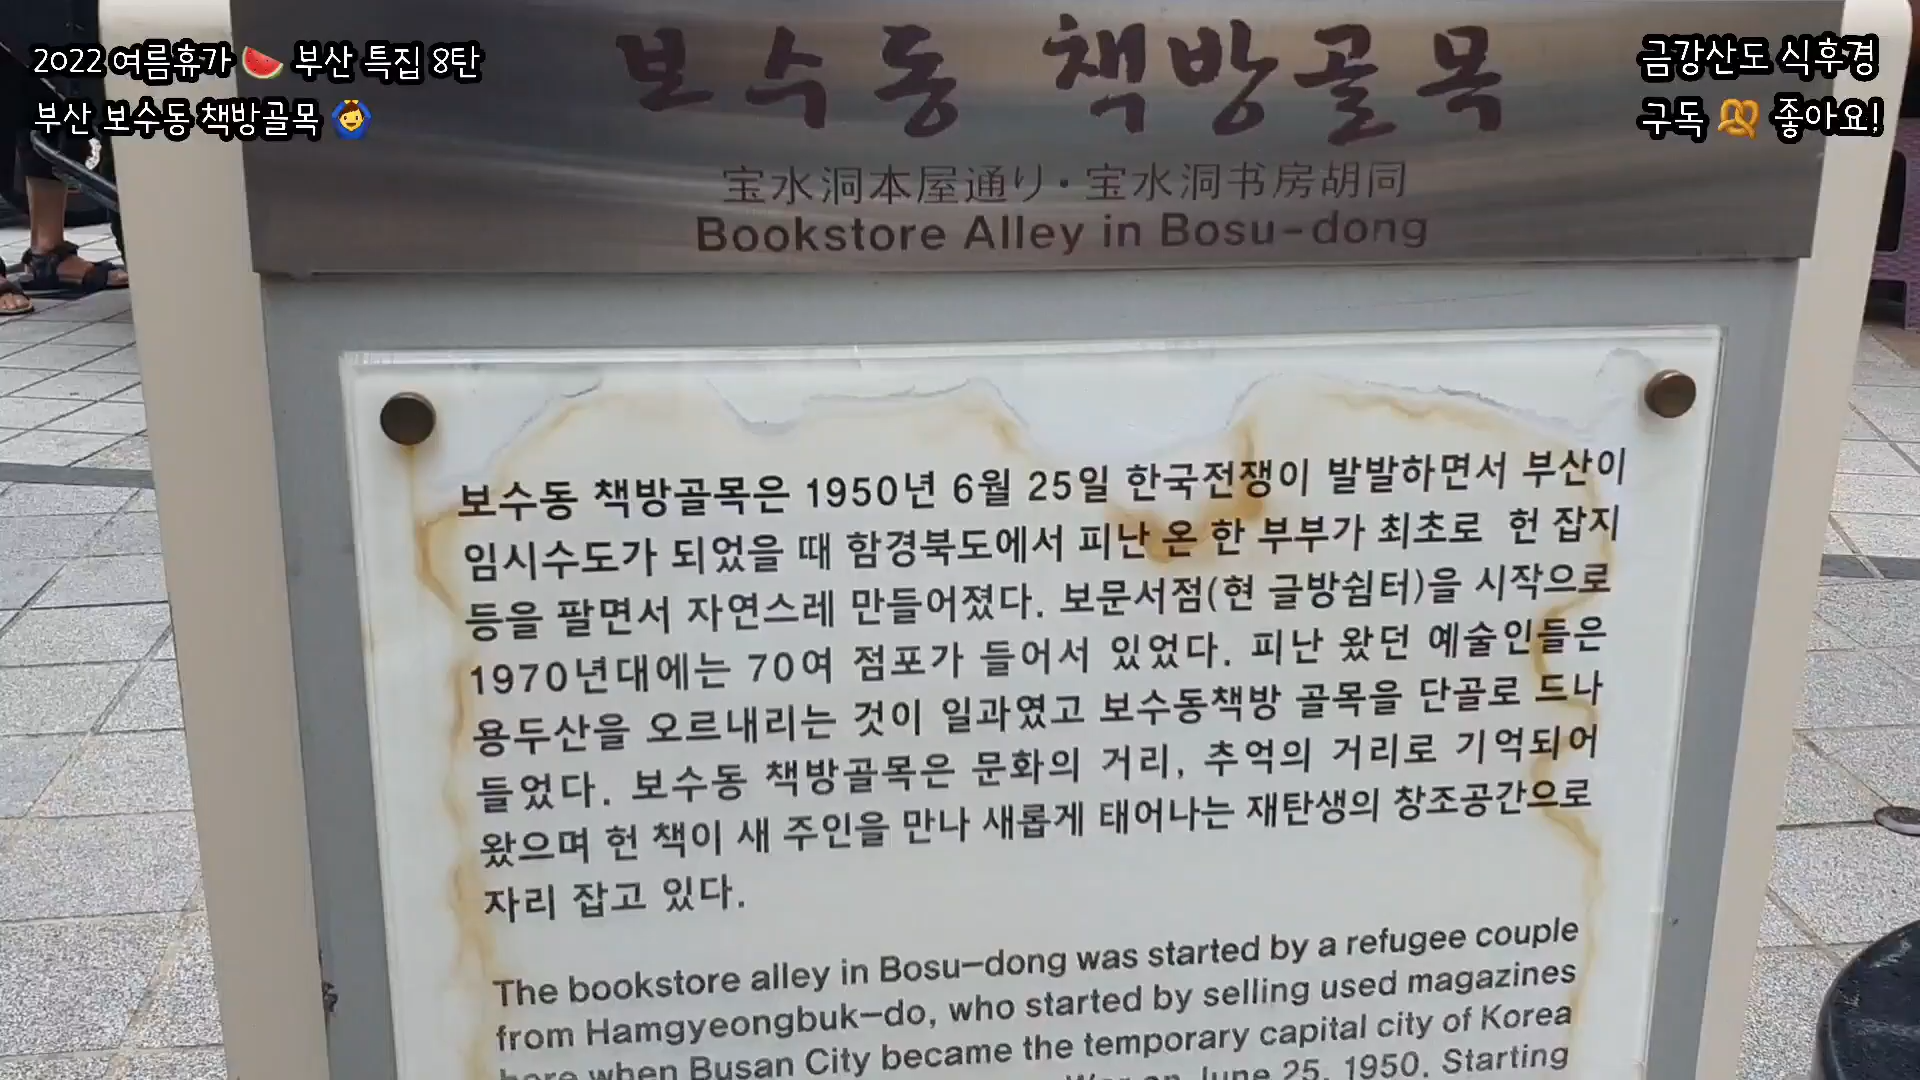 2022 여름휴가 🍉 부산 특집 8탄
부산 보수동 책방골목 🙆
금강산도 식후경
구독 🥨 좋아요!
보수동 책방골목
宝水洞本屋通り・宝水洞书房胡同
Bookstore Alley in Bosu-dong
보수동 책방골목은 1950년 6월 25일 한국전쟁이 발발하면서 부산이
임시수도가 되었을 때 함경북도에서 피난 온 한 부부가 최초로 헌 잡지
등을 팔면서 자연스레 만들어졌다. 보문서점(현 글방쉼터)을 시작으로
1970년대에는 70여 점포가 들어서 있었다. 피난 왔던 예술인들은
용두산을 오르내리는 것이 일과였고 보수동책방 골목을 단골로 드나
들었다. 보수동 책방골목은 문화의 거리, 추억의 거리로 기억되어
왔으며 헌 책이 새 주인을 만나 새롭게 태어나는 재탄생의 창조공간으로
자리 잡고 있다.
The bookstore alley in Bosu-dong was started by a refugee couple
from Hamgyeongbuk-do, who started by selling used magazines
here when Busan City became the temporary capital city of Korea
on June 25, 1950. Starting